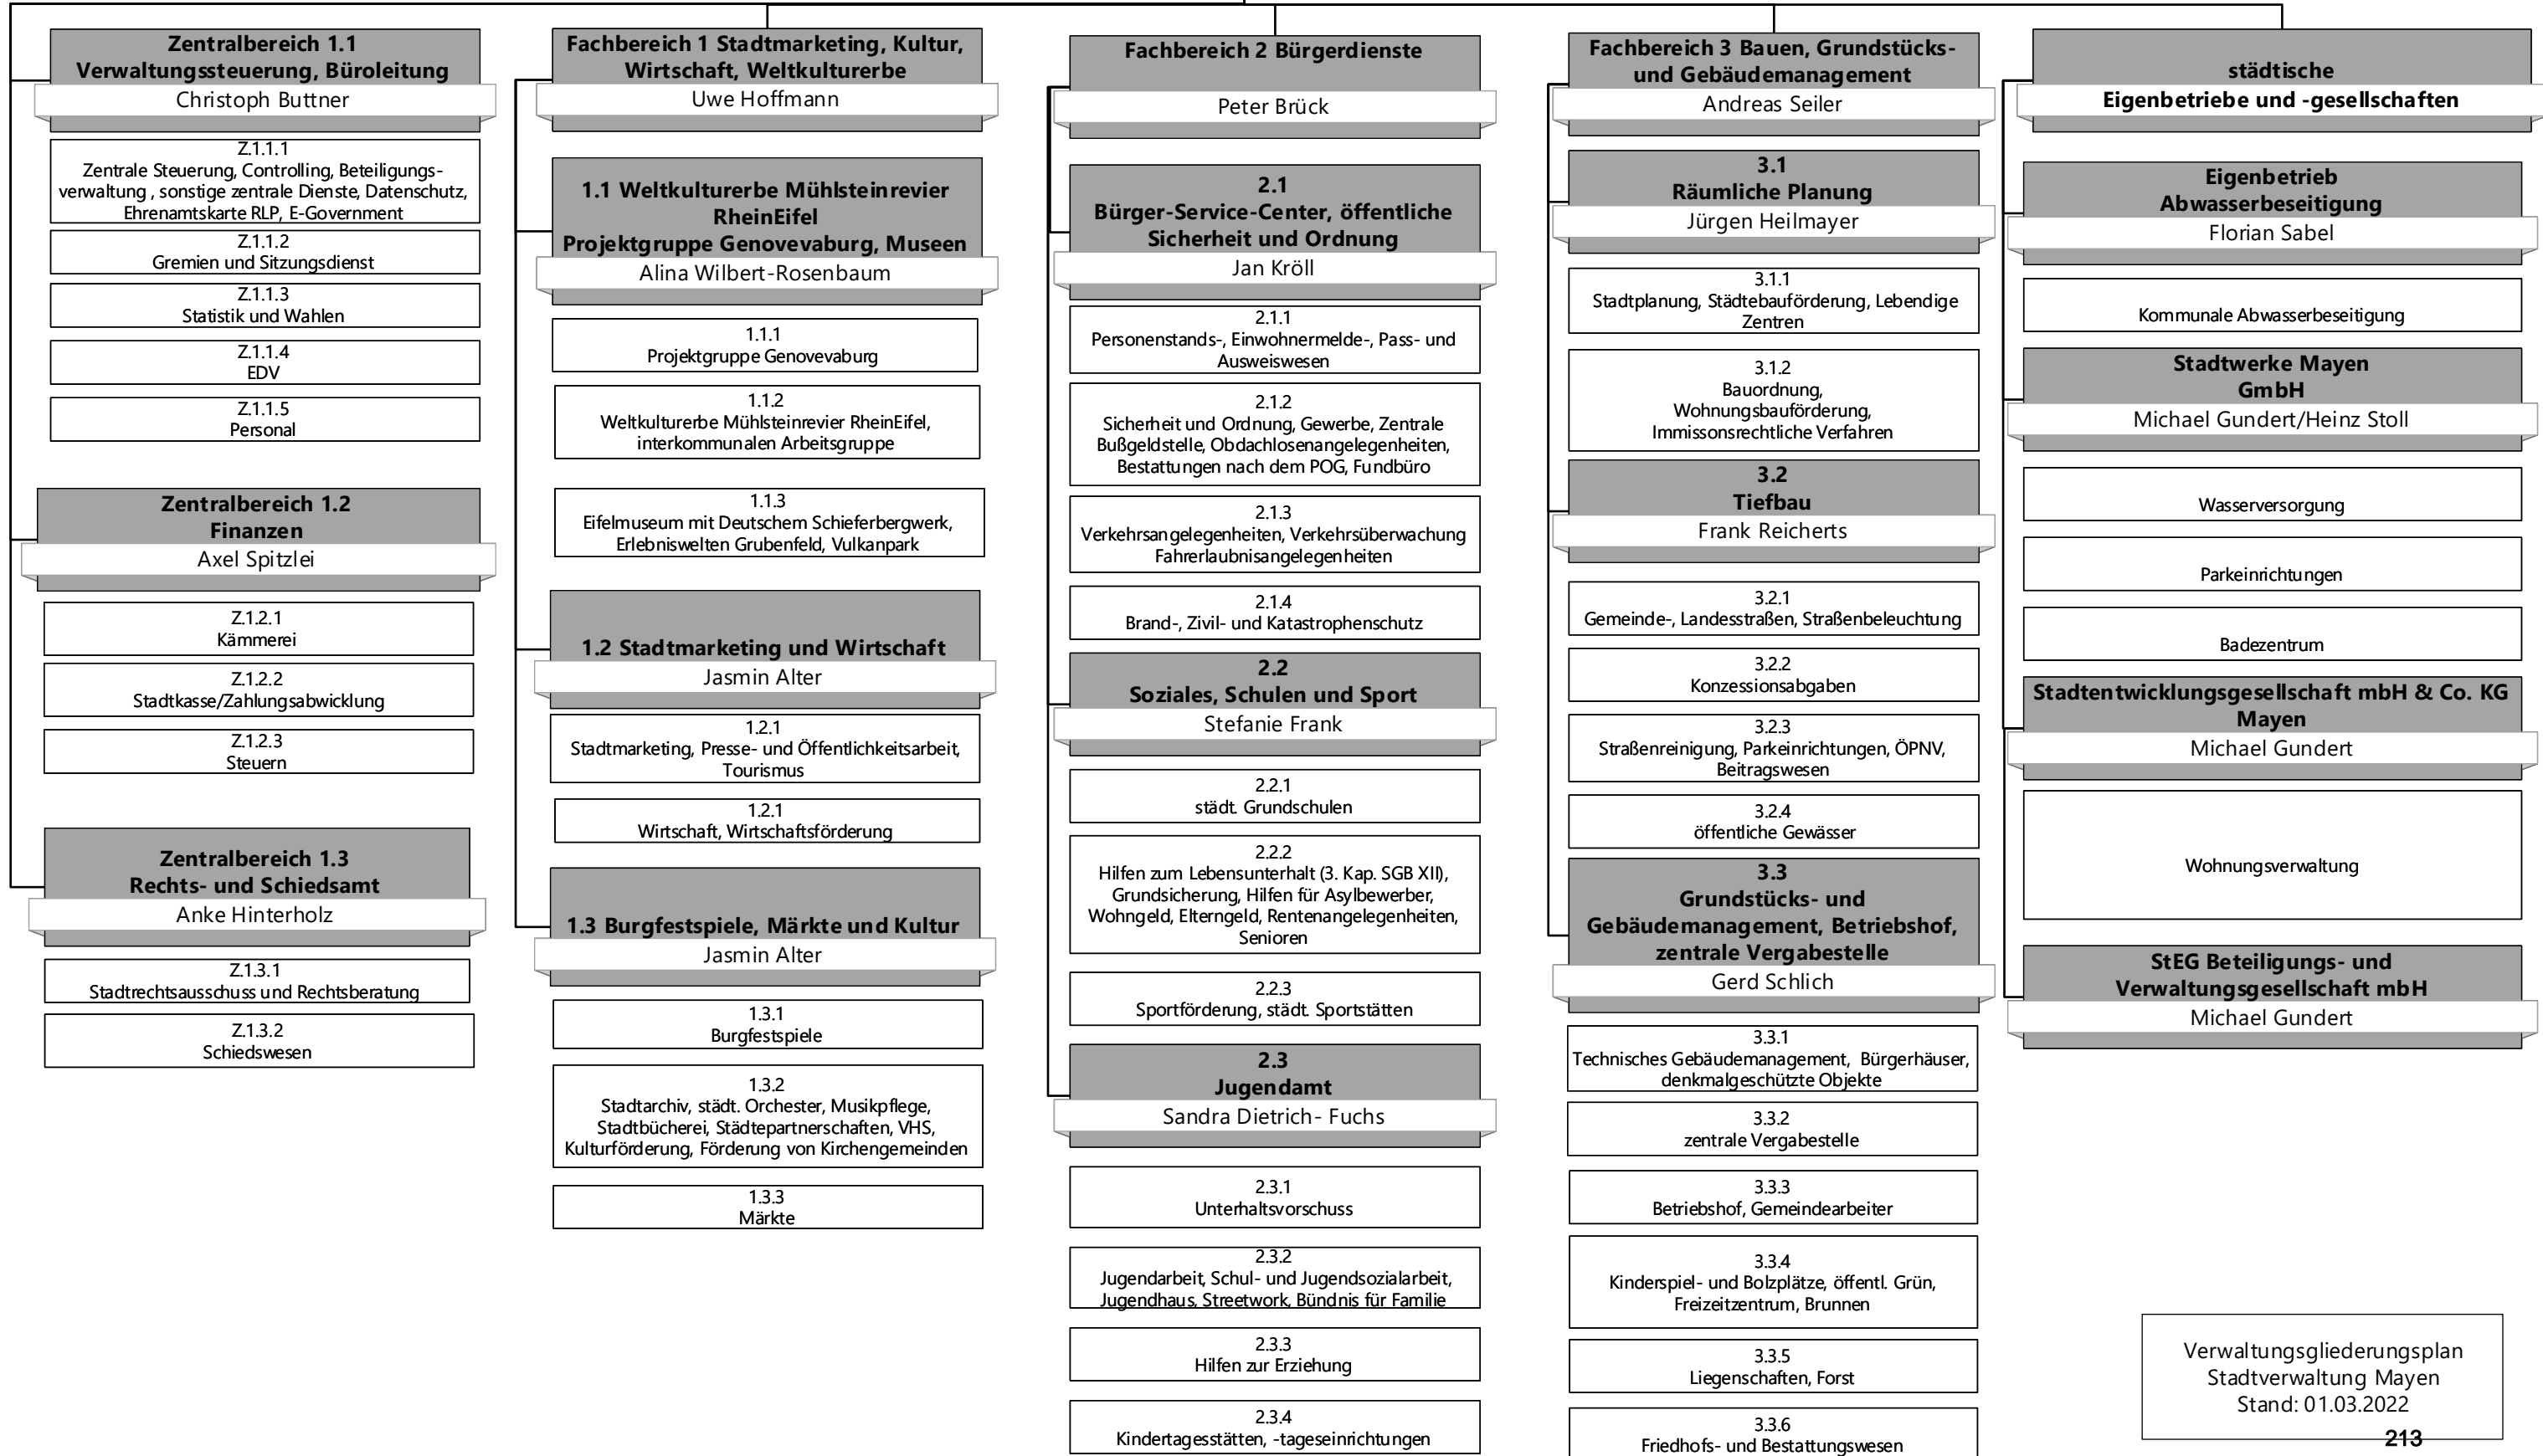 Zentralbereich 1.1
Verwaltungssteuerung, Büroleitung
Christoph Buttner
Z.1.1.1
Zentrale Steuerung, Controlling, Beteiligungs-
verwaltung , sonstige zentrale Dienste, Datenschutz,
Ehrenamtskarte RLP, E-Government
Z.1.1.2
Gremien und Sitzungsdienst
Z.1.1.3
Statistik und Wahlen
Z.1.1.4
EDV
Z.1.1.5
Personal
Zentralbereich 1.2
Finanzen
Axel Spitzlei
Z.1.2.1
Kämmerei
Z.1.2.2
Stadtkasse/Zahlungsabwicklung
Z.1.2.3
Steuern
Zentralbereich 1.3
Rechts- und Schiedsamt
Anke Hinterholz
Z.1.3.1
Stadtrechtsausschuss und Rechtsberatung
Z.1.3.2
Schiedswesen
Fachbereich 1 Stadtmarketing, Kultur,
Wirtschaft, Weltkulturerbe
Uwe Hoffmann
1.1 Weltkulturerbe Mühlsteinrevier
RheinEifel
Projektgruppe Genovevaburg, Museen
Alina Wilbert-Rosenbaum
1.1.1
Projektgruppe Genovevaburg
1.1.2
Weltkulturerbe Mühlsteinrevier RheinEifel,
interkommunalen Arbeitsgruppe
1.1.3
Eifelmuseum mit Deutschem Schieferbergwerk,
Erlebniswelten Grubenfeld, Vulkanpark
1.2 Stadtmarketing und Wirtschaft
Jasmin Alter
1.2.1
Stadtmarketing, Presse- und Öffentlichkeitsarbeit,
Tourismus
1.2.1
Wirtschaft, Wirtschaftsförderung
1.3 Burgfestspiele, Märkte und Kultur
Jasmin Alter
1.3.1
Burgfestspiele
1.3.2
Stadtarchiv, städt. Orchester, Musikpflege,
Stadtbücherei, Städtepartnerschaften, VHS,
Kulturförderung, Förderung von Kirchengemeinden
1.3.3
Märkte
Fachbereich 2 Bürgerdienste
Peter Brück
2.1
Bürger-Service-Center, öffentliche
Sicherheit und Ordnung
Jan Kröll
2.1.1
Personenstands-, Einwohnermelde-, Pass- und
Ausweiswesen
2.1.2
Sicherheit und Ordnung, Gewerbe, Zentrale
Bußgeldstelle, Obdachlosenangelegenheiten,
Bestattungen nach dem POG, Fundbüro
2.1.3
Verkehrsangelegenheiten, Verkehrsüberwachung
Fahrerlaubnisangelegenheiten
2.1.4
Brand-, Zivil- und Katastrophenschutz
2.2
Soziales, Schulen und Sport
Stefanie Frank
2.2.1
städt. Grundschulen
2.2.2
Hilfen zum Lebensunterhalt (3. Kap. SGB XII),
Grundsicherung, Hilfen für Asylbewerber,
Wohngeld, Elterngeld, Rentenangelegenheiten,
Senioren
2.2.3
Sportförderung, städt. Sportstätten
2.3
Jugendamt
Sandra Dietrich- Fuchs
2.3.1
Unterhaltsvorschuss
2.3.2
Jugendarbeit, Schul- und Jugendsozialarbeit,
Jugendhaus, Streetwork, Bündnis für Familie
2.3.3
Hilfen zur Erziehung
2.3.4
Kindertagesstätten, -tageseinrichtungen
Fachbereich 3 Bauen, Grundstücks-
und Gebäudemanagement
Andreas Seiler
3.1
Räumliche Planung
Jürgen Heilmayer
3.1.1
Stadtplanung, Städtebauförderung, Lebendige
Zentren
3.1.2
Bauordnung,
Wohnungsbauförderung,
Immissonsrechtliche Verfahren
3.2
Tiefbau
Frank Reicherts
3.2.1
Gemeinde-, Landesstraßen, Straßenbeleuchtung
3.2.2
Konzessionsabgaben
3.2.3
Straßenreinigung, Parkeinrichtungen, ÖPNV,
Beitragswesen
3.2.4
öffentliche Gewässer
3.3
Grundstücks- und
Gebäudemanagement, Betriebshof,
zentrale Vergabestelle
Gerd Schlich
3.3.1
Technisches Gebäudemanagement, Bürgerhäuser,
denkmalgeschützte Objekte
3.3.2
zentrale Vergabestelle
3.3.3
Betriebshof, Gemeindearbeiter
3.3.4
Kinderspiel- und Bolzplätze, öffentl. Grün,
Freizeitzentrum, Brunnen
3.3.5
Liegenschaften, Forst
3.3.6
Friedhofs- und Bestattungswesen
städtische
Eigenbetriebe und -gesellschaften
Eigenbetrieb
Abwasserbeseitigung
Florian Sabel
Kommunale Abwasserbeseitigung
Stadtwerke Mayen
GmbH
Michael Gundert/Heinz Stoll
Wasserversorgung
Parkeinrichtungen
Badezentrum
Stadtentwicklungsgesellschaft mbH & Co. KG
Mayen
Michael Gundert
Wohnungsverwaltung
StEG Beteiligungs- und
Verwaltungsgesellschaft mbH
Michael Gundert
Verwaltungsgliederungsplan
Stadtverwaltung Mayen
Stand: 01.03.2022
213